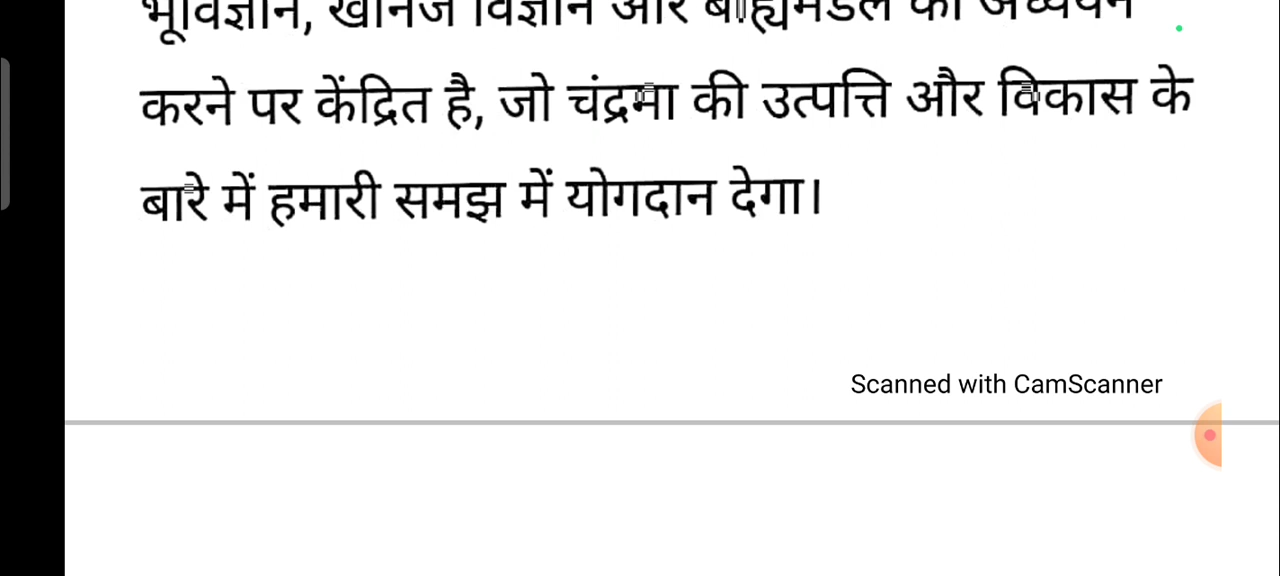 भूविज्ञान, खनिज विज्ञान और बाह्यमंडल का अध्ययन
करने पर केंद्रित है, जो चंद्रमा की उत्पत्ति और विकास के
बारे में हमारी समझ में योगदान देगा।
Scanned with CamScanner